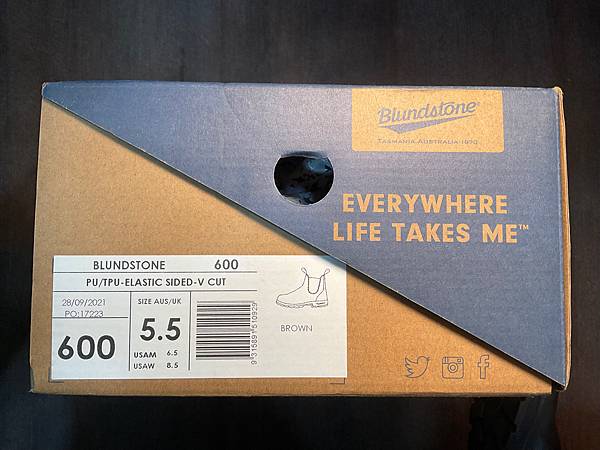 Blundstone®
TASMANIA AUSTRALIA 1870
EVERYWHERE
LIFE TAKES ME™
BLUNDSTONE 600
PU/TPU-ELASTIC SIDED-V CUT
28/09/2021
PO:17223
600
SIZE AUS/UK
5.5
USAM 6.5
USAW 8.5
9315891510929
BROWN